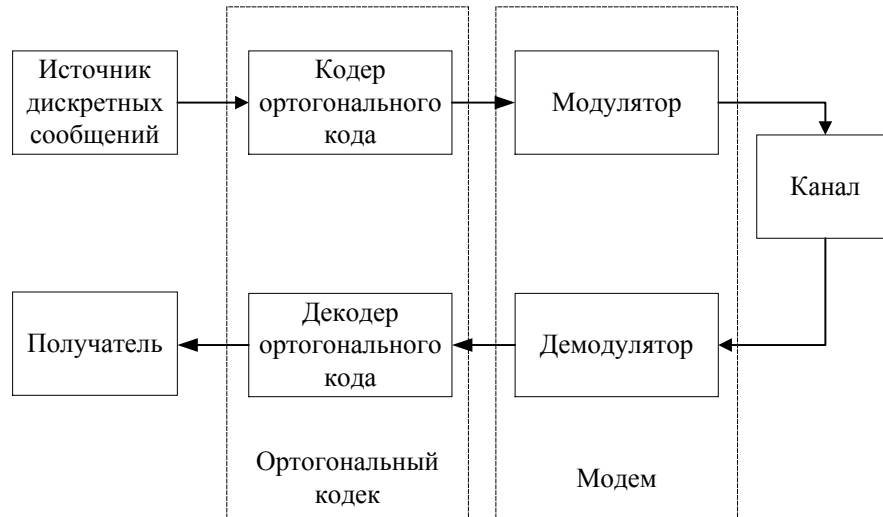 Источник
дискретных
сообщений
Кодер
ортогонального
кода
Модулятор
Канал
Получатель
Декодер
ортогонального
кода
Демодулятор
Ортогональный
кодек
Модем